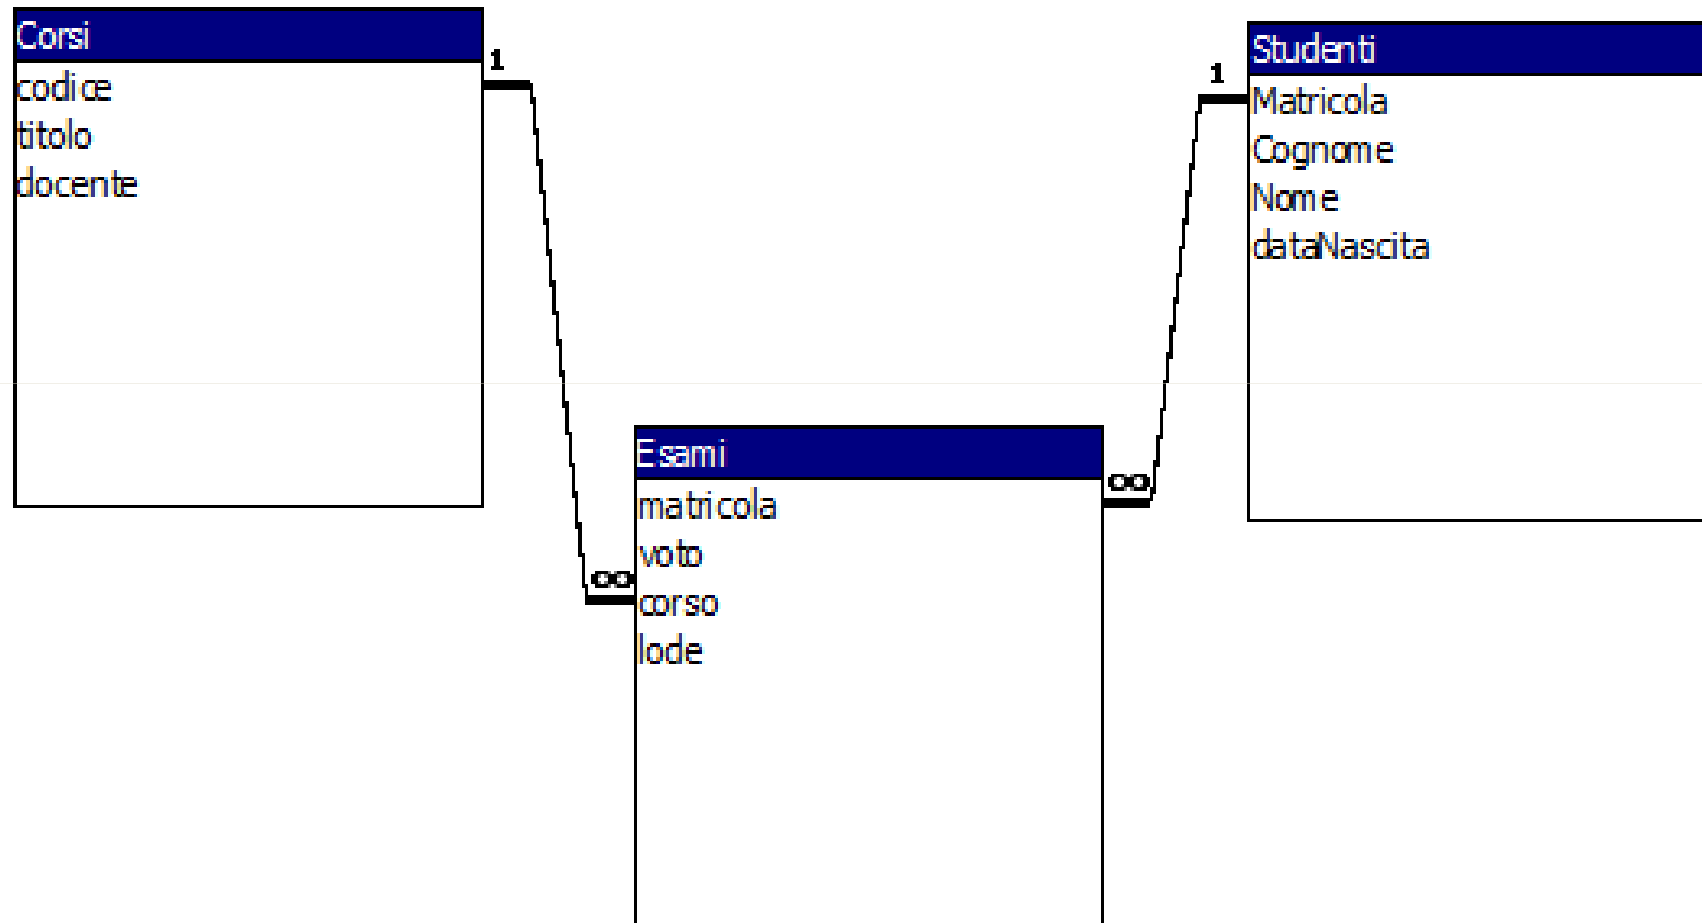 Corsi
codice
titolo
docente
1
1
Studenti
Matricola
Cognome
Nome
dataNascita
Esami
matricola
voto
corso
lode
∞
∞